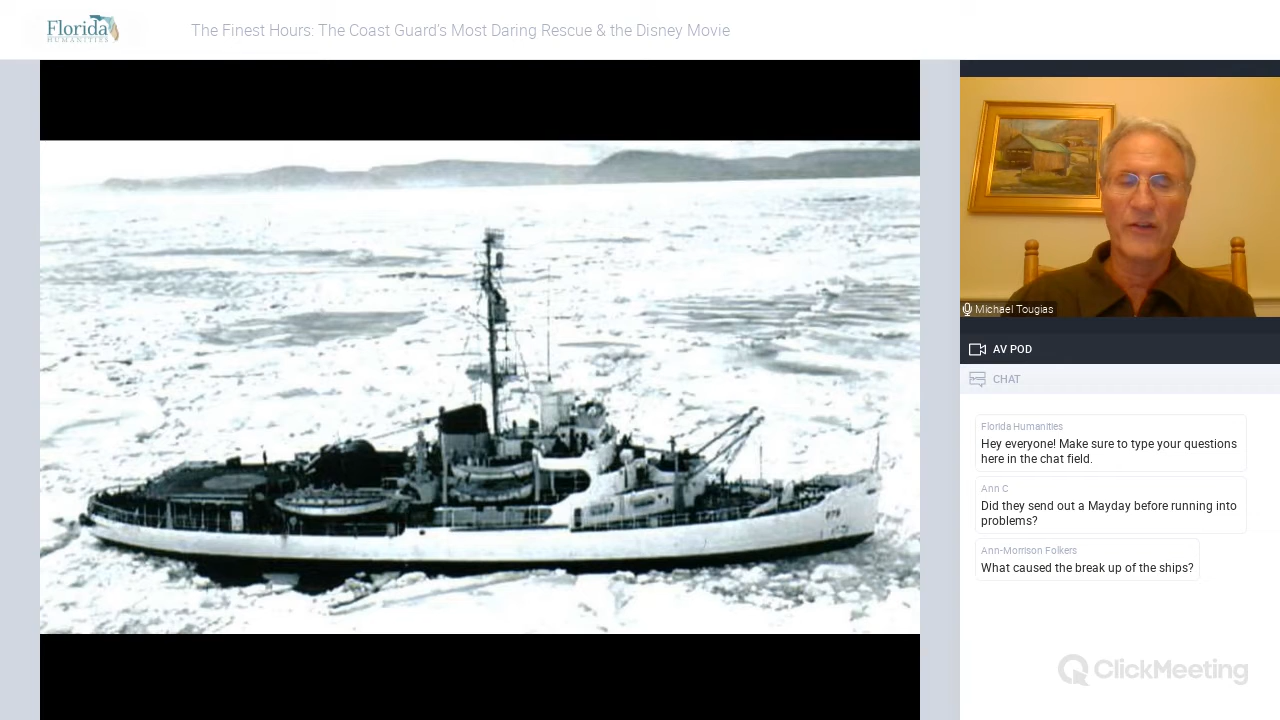 Florida
HUMANITIES
The Finest Hours: The Coast Guard's Most Daring Rescue & the Disney Movie
Michael Tougias
AV POD
CHAT
Florida Humanities
Hey everyone! Make sure to type your questions
here in the chat field.
Ann C
Did they send out a Mayday before running into
problems?
Ann-Morrison Folkers
What caused the break up of the ships?
ClickMeeting